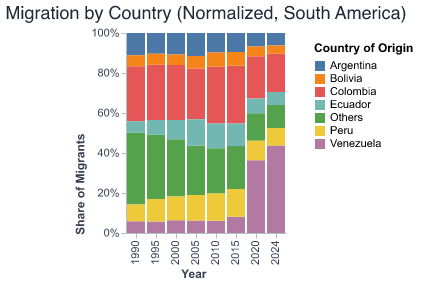 Migration by Country (Normalized, South America)
100%
80%
60%
40%
20%
0%
Share of Migrants
1990
1995
2000
2005
2010
2015
2020
2024
Year
Country of Origin
Argentina
Bolivia
Colombia
Ecuador
Others
Peru
Venezuela